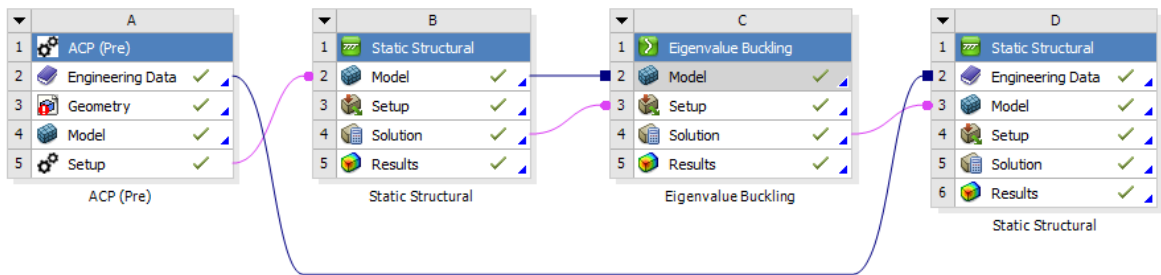 A
1 ACP (Pre)
2 Engineering Data
3 Geometry
4 Model
5 Setup
ACP (Pre)
B
1 Static Structural
2 Model
3 Setup
4 Solution
5 Results
Static Structural
C
1 Eigenvalue Buckling
2 Model
3 Setup
4 Solution
5 Results
Eigenvalue Buckling
D
1 Static Structural
2 Engineering Data
3 Model
4 Setup
5 Solution
6 Results
Static Structural